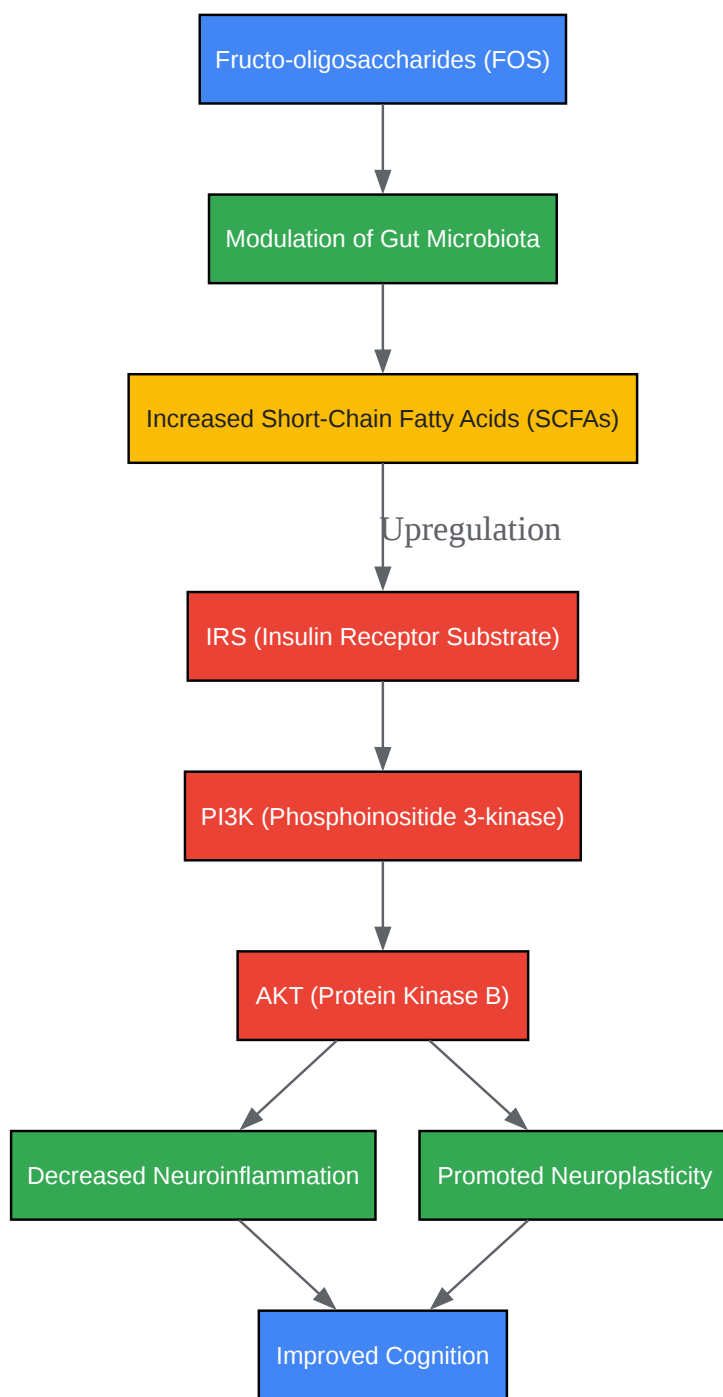 Fructo-oligosaccharides (FOS)
Modulation of Gut Microbiota
Increased Short-Chain Fatty Acids (SCFAs)
Upregulation
IRS (Insulin Receptor Substrate)
PI3K (Phosphoinositide 3-kinase)
AKT (Protein Kinase B)
Decreased Neuroinflammation
Promoted Neuroplasticity
Improved Cognition